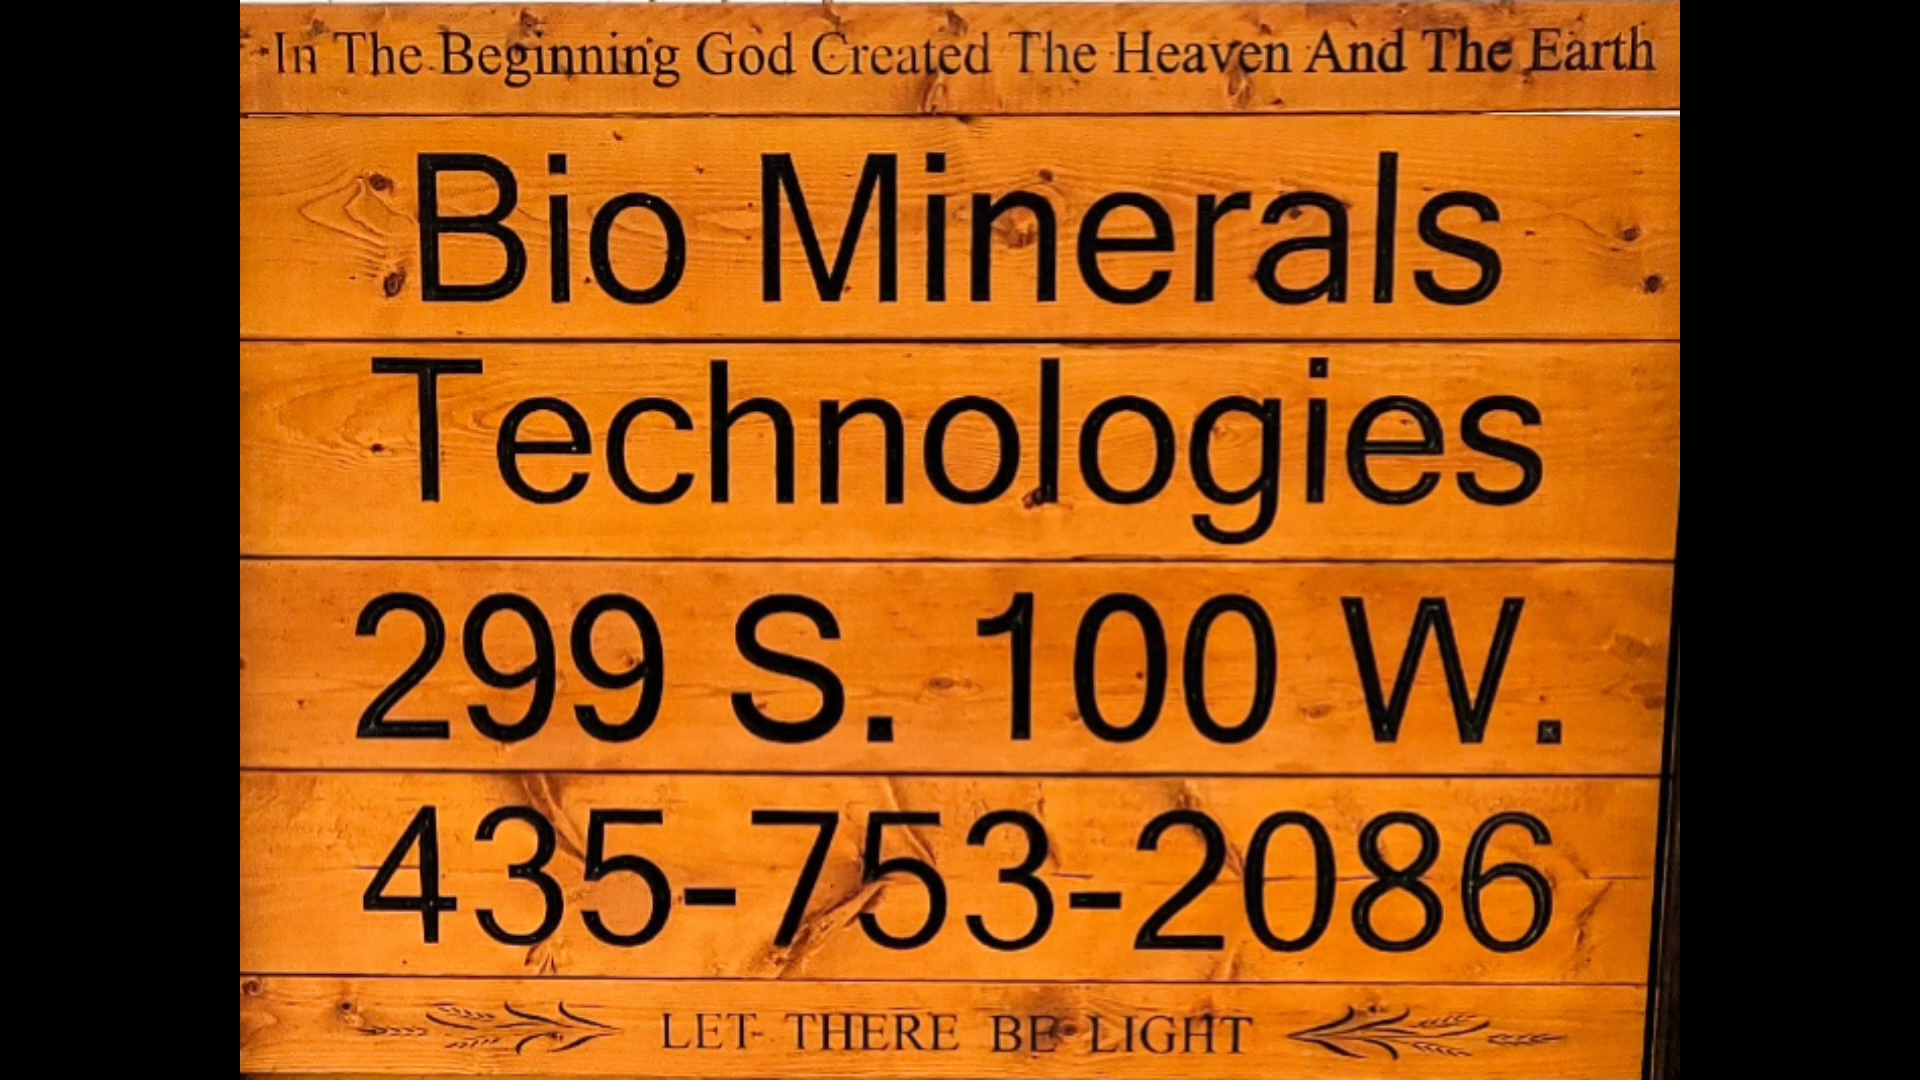 In The Beginning God Created The Heaven And The Earth
Bio Minerals
Technologies
299 S. 100 W.
435-753-2086
LET THERE BE LIGHT